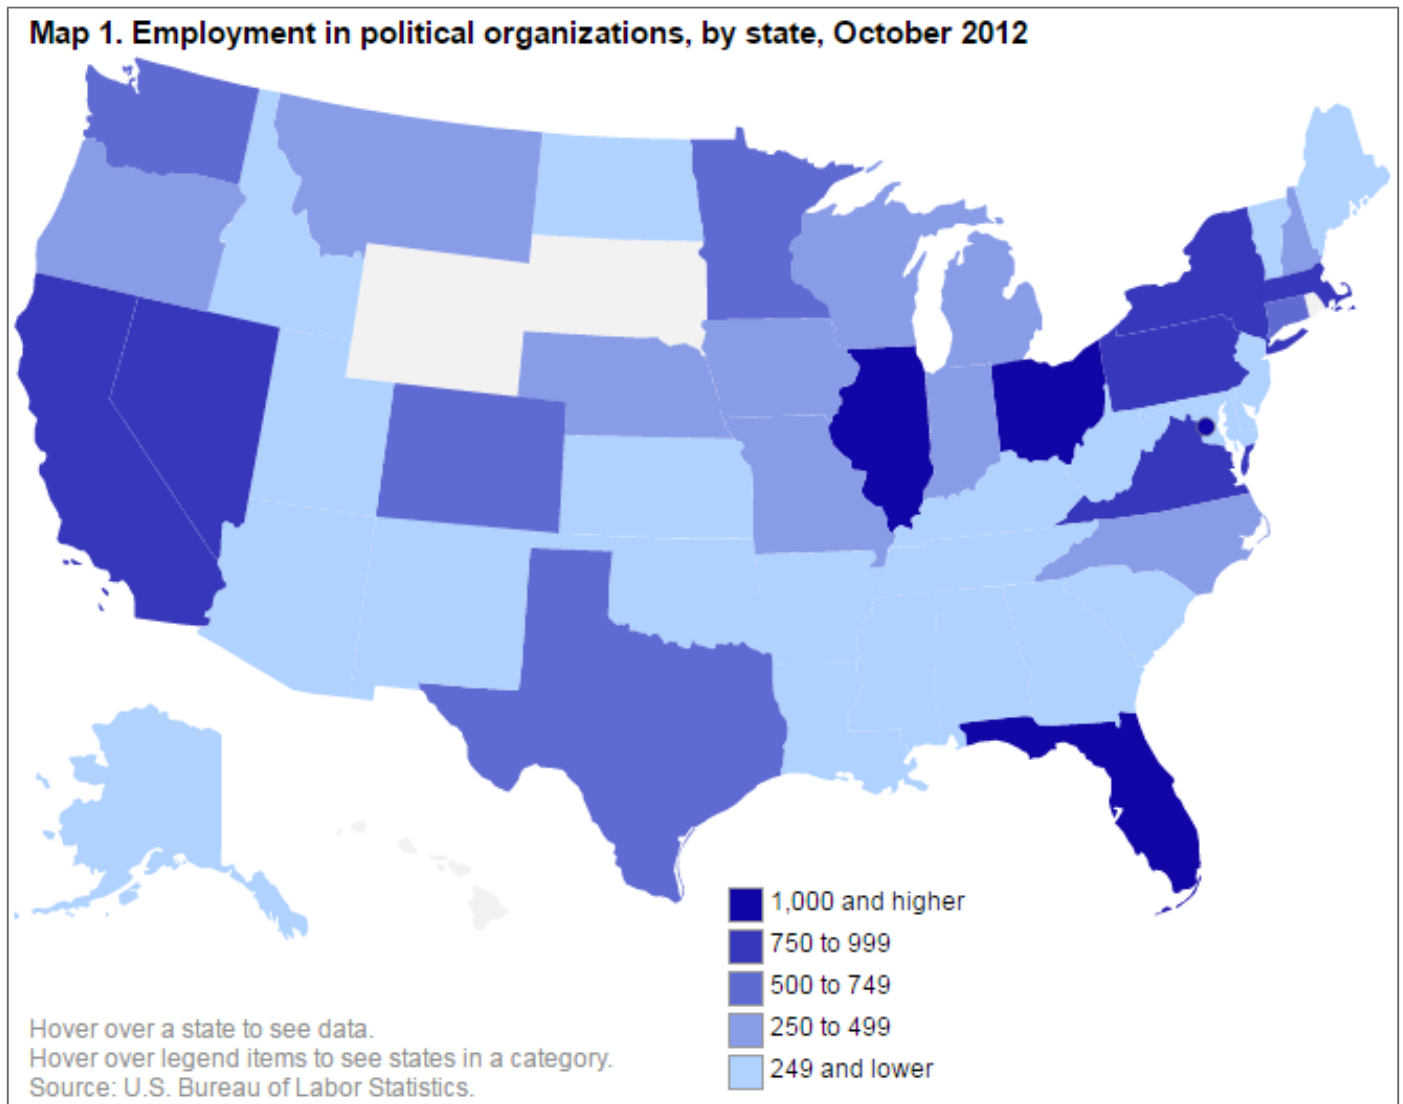 Map 1. Employment in political organizations, by state, October 2012
1,000 and higher
750 to 999
500 to 749
250 to 499
249 and lower
Hover over a state to see data.
Hover over legend items to see states in a category.
Source: U.S. Bureau of Labor Statistics.